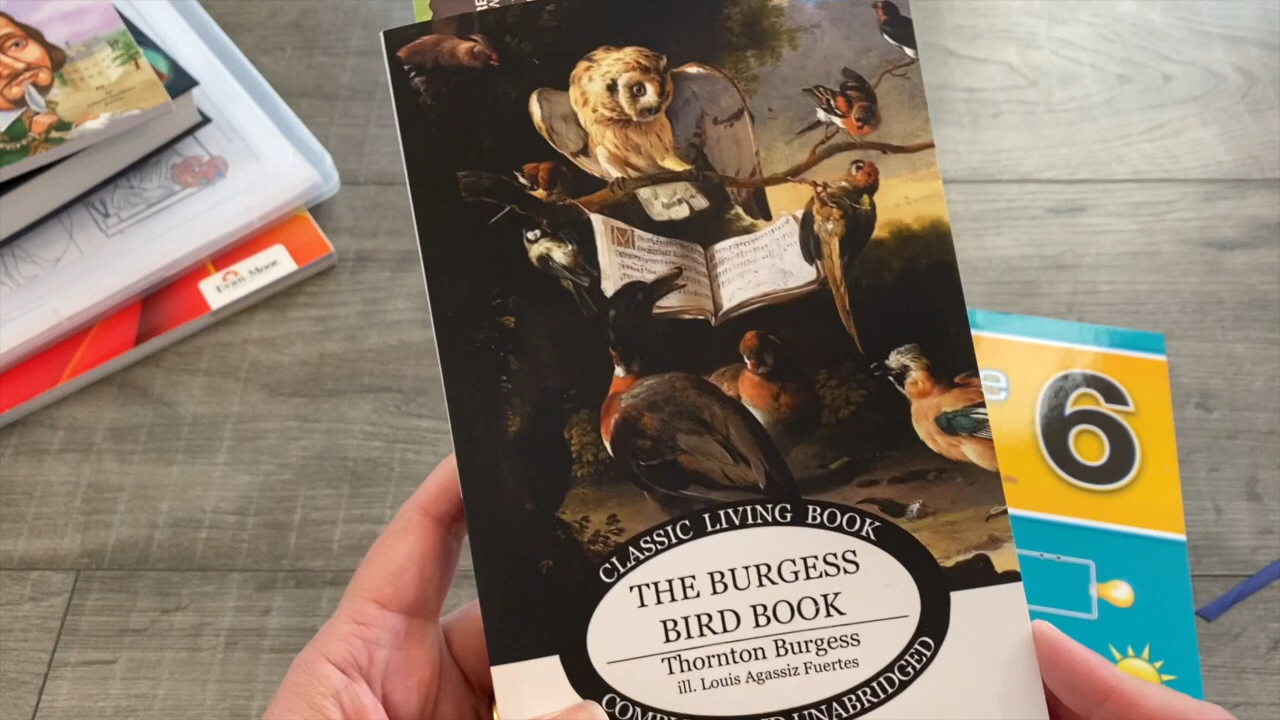 CLASSIC LIVING BOOK
THE BURGESS
BIRD BOOK
Thornton Burgess
ill. Louis Agassiz Fuertes
UNABRIDGED
Evan-Moor
6